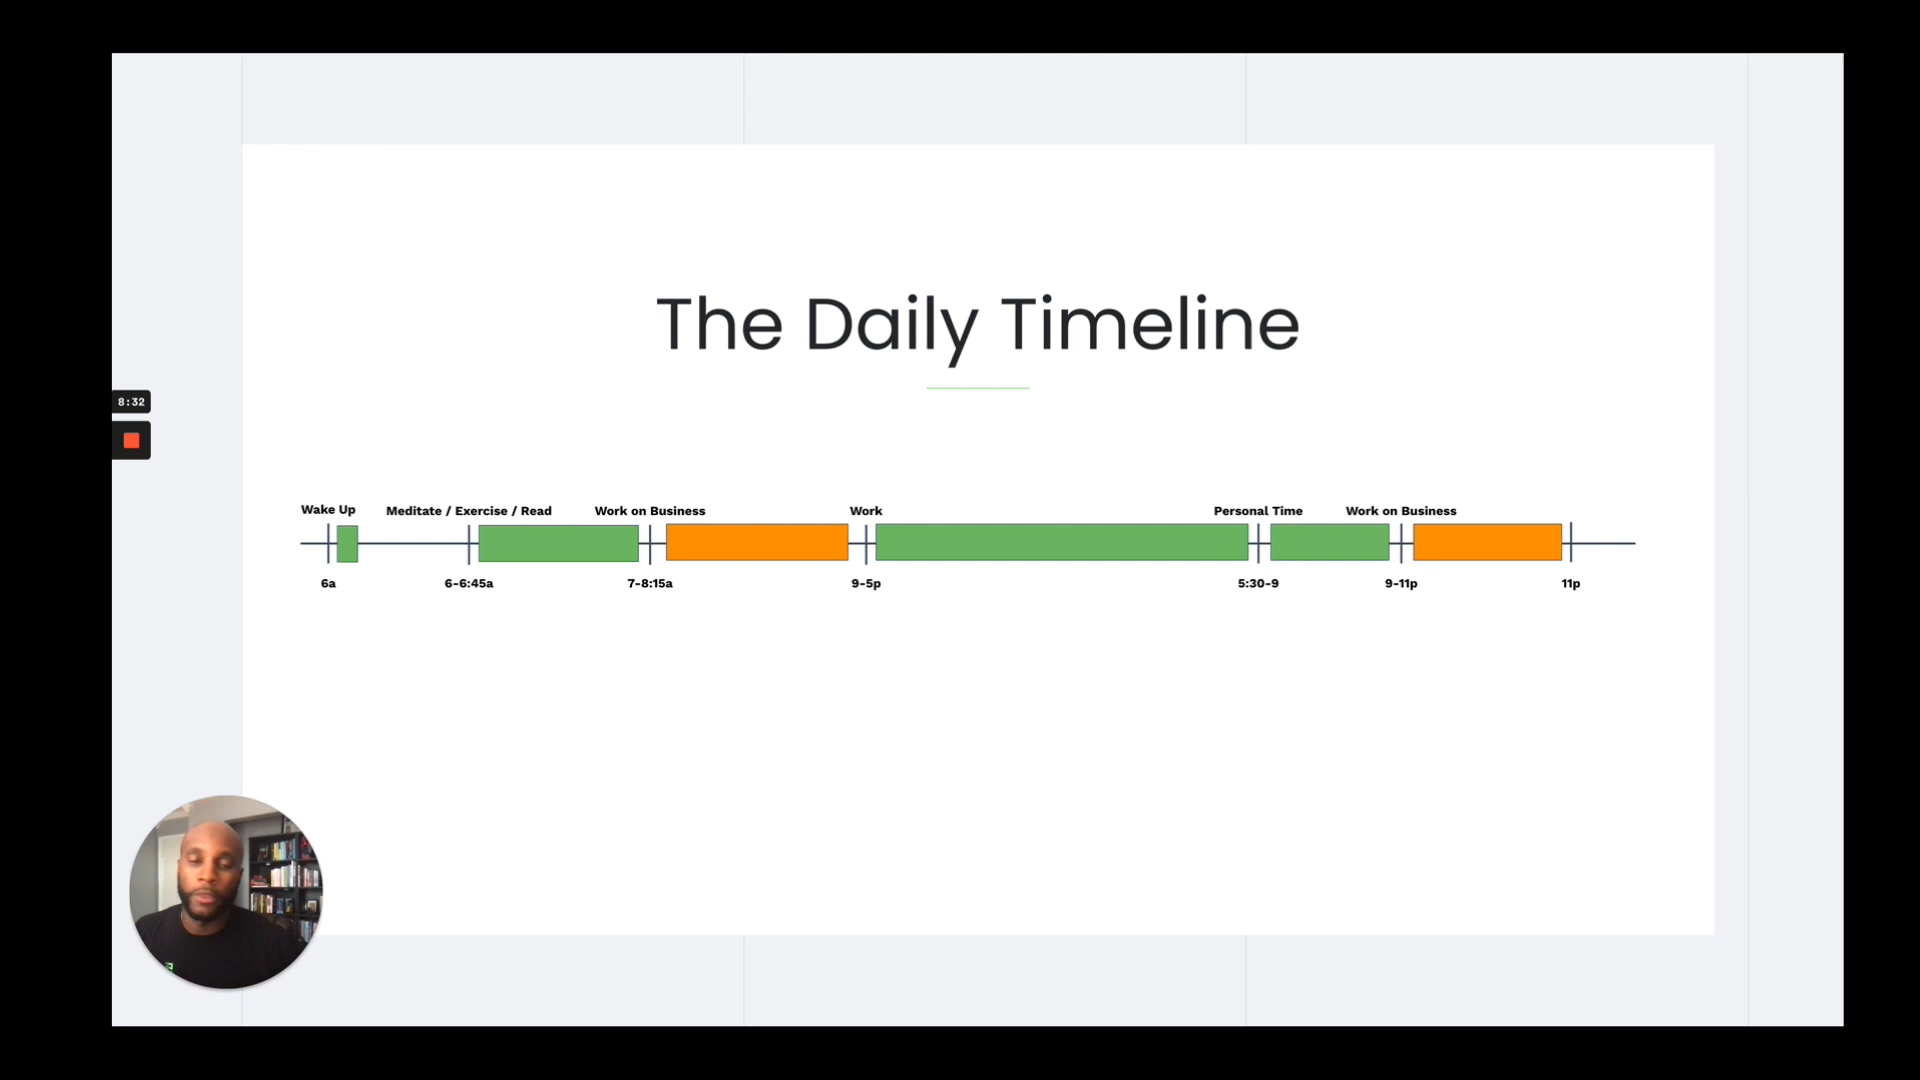 The Daily Timeline
8:32
Wake Up
Meditate / Exercise / Read
Work on Business
Work
Personal Time
Work on Business
6a
6-6:45a
7-8:15a
9-5p
5:30-9
9-11p
11p